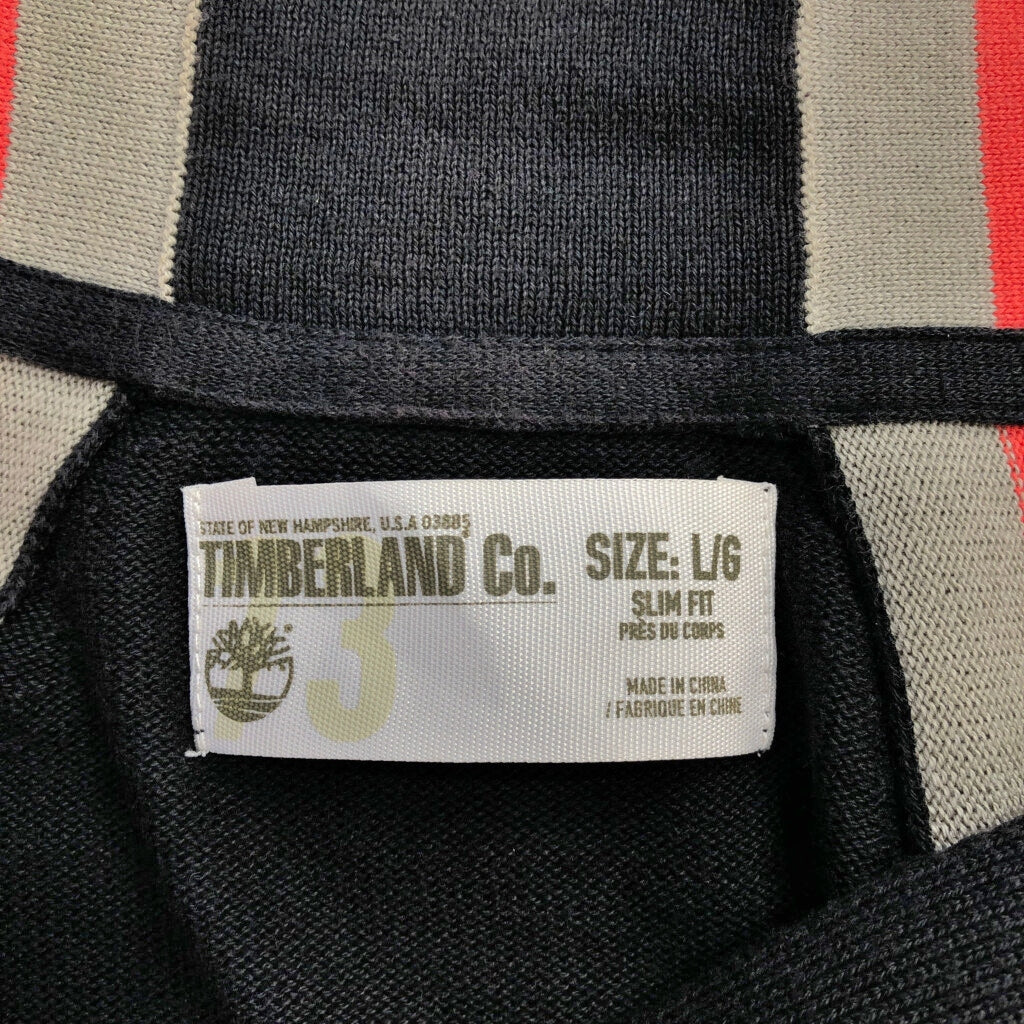 STATE OF NEW HAMPSHIRE, U.S.A 03885
TIMBERLAND Co.
73
SIZE: L/G
SLIM FIT
PRÈS DU CORPS
MADE IN CHINA
/ FABRIQUE EN CHINE